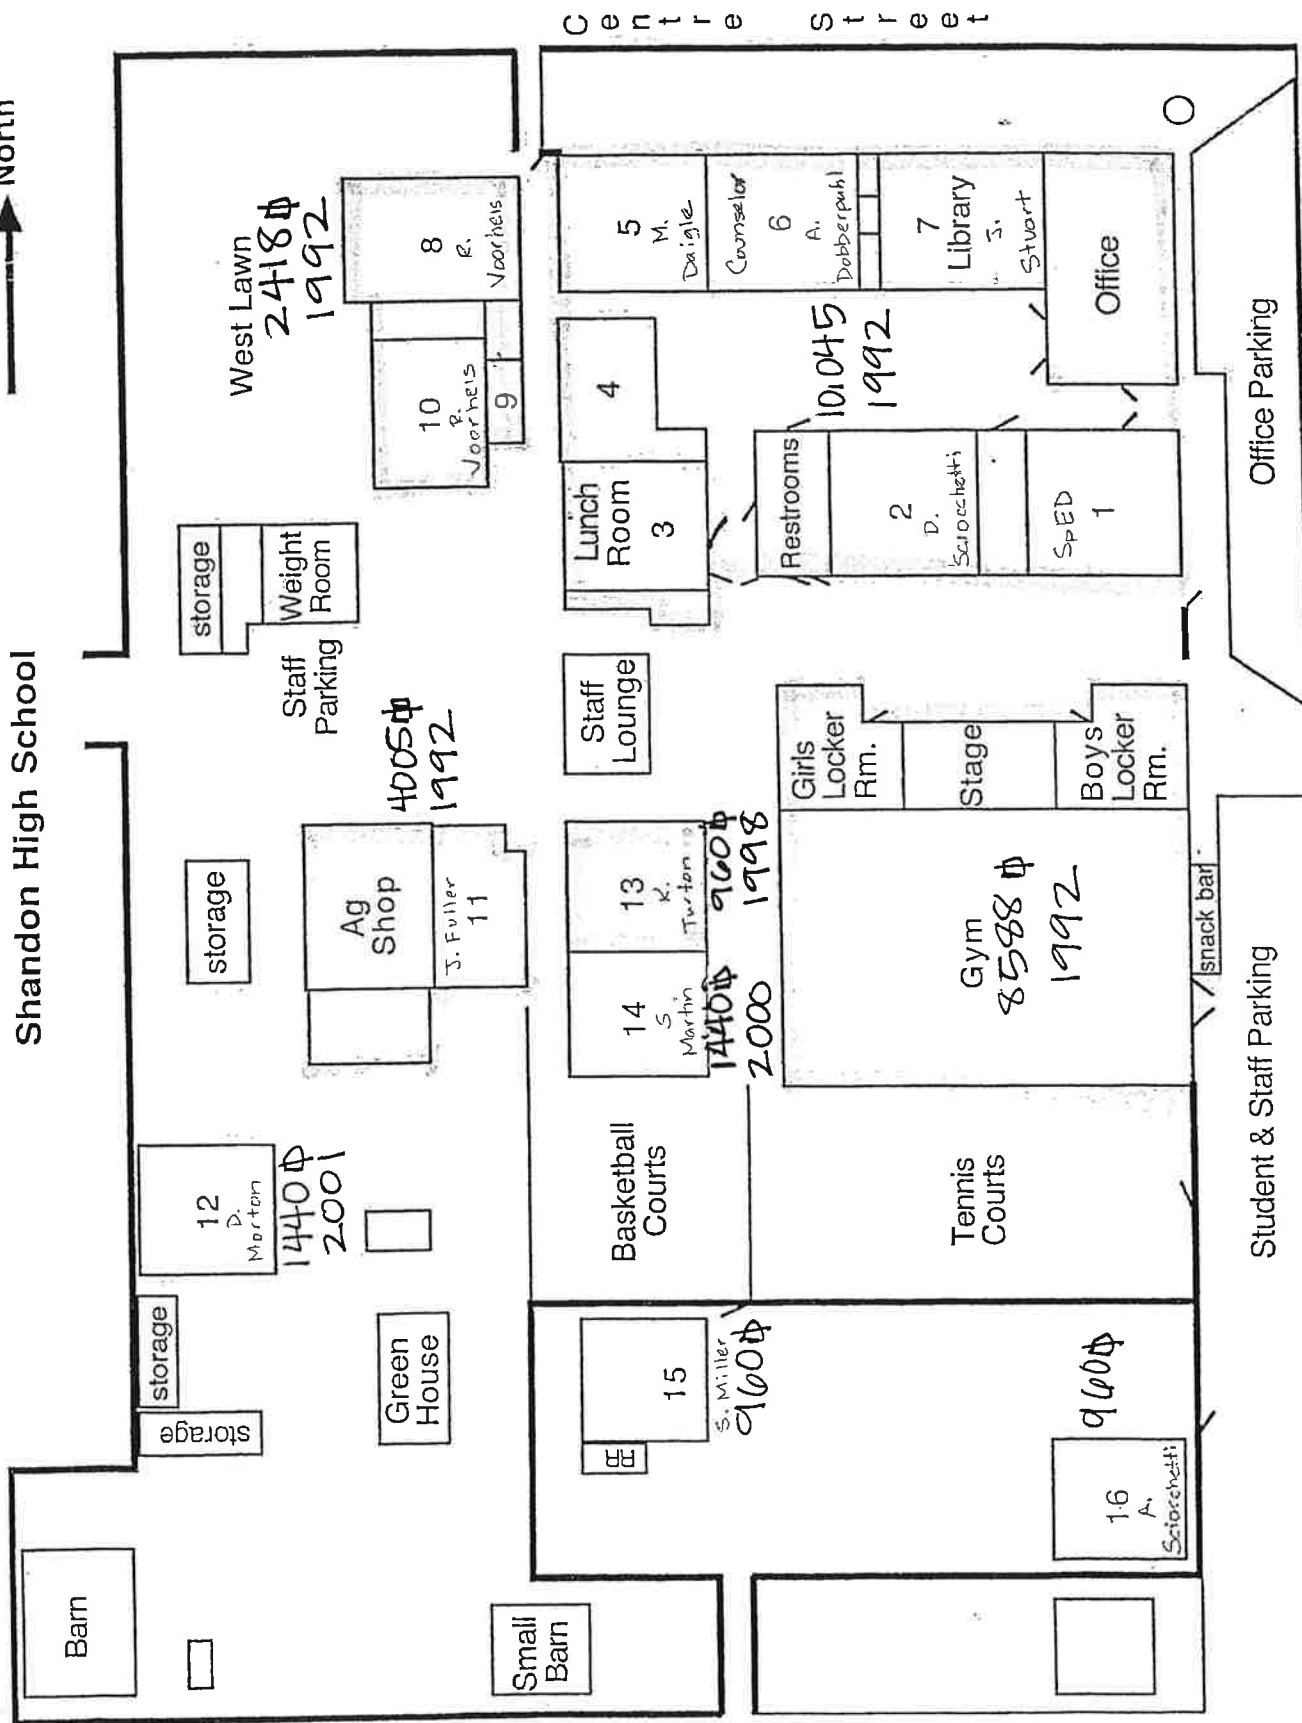 Shandon High School
North
Centre Street
West Lawn
2418 ⌷
1992
8
R.
Voorheis
10
R.
Voorheis
9
storage
Weight
Room
Staff
Parking
4005 ⌷
1992
storage
Ag
Shop
J. Fuller
11
12
D.
Morton
1440 ⌷
2001
storage
storage
Green
House
Barn
Small
Barn
5
M.
Daigle
Counselor
6
A.
Dobberpuhl
7
Library
J.
Stuart
Office
10,045
1992
4
Lunch
Room
3
Restrooms
2
D.
Sciocchetti
SpED
1
Staff
Lounge
13
K.
Turton
960 ⌷
1998
14
S
Martin
1440 ⌷
2000
Girls
Locker
Rm.
Stage
Boys
Locker
Rm.
Gym
8588 ⌷
1992
snack bar
Basketball
Courts
Tennis
Courts
15
S. Miller
960 ⌷
RR
16
A.
Sciocchetti
960 ⌷
Office Parking
Student & Staff Parking